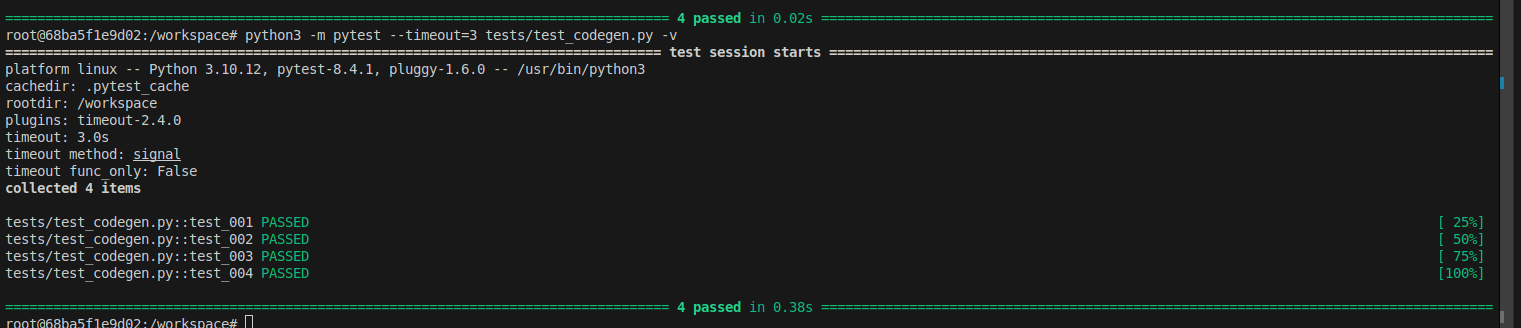 ============================== 4 passed in 0.02s ==============================
root@68ba5f1e9d02:/workspace# python3 -m pytest --timeout=3 tests/test_codegen.py -v
============================== test session starts ==============================
platform linux -- Python 3.10.12, pytest-8.4.1, pluggy-1.6.0 -- /usr/bin/python3
cachedir: .pytest_cache
rootdir: /workspace
plugins: timeout-2.4.0
timeout: 3.0s
timeout method: signal
timeout func_only: False
collected 4 items
tests/test_codegen.py::test_001 PASSED [ 25%]
tests/test_codegen.py::test_002 PASSED [ 50%]
tests/test_codegen.py::test_003 PASSED [ 75%]
tests/test_codegen.py::test_004 PASSED [100%]
============================== 4 passed in 0.38s ==============================
root@68ba5f1e9d02:/workspace#